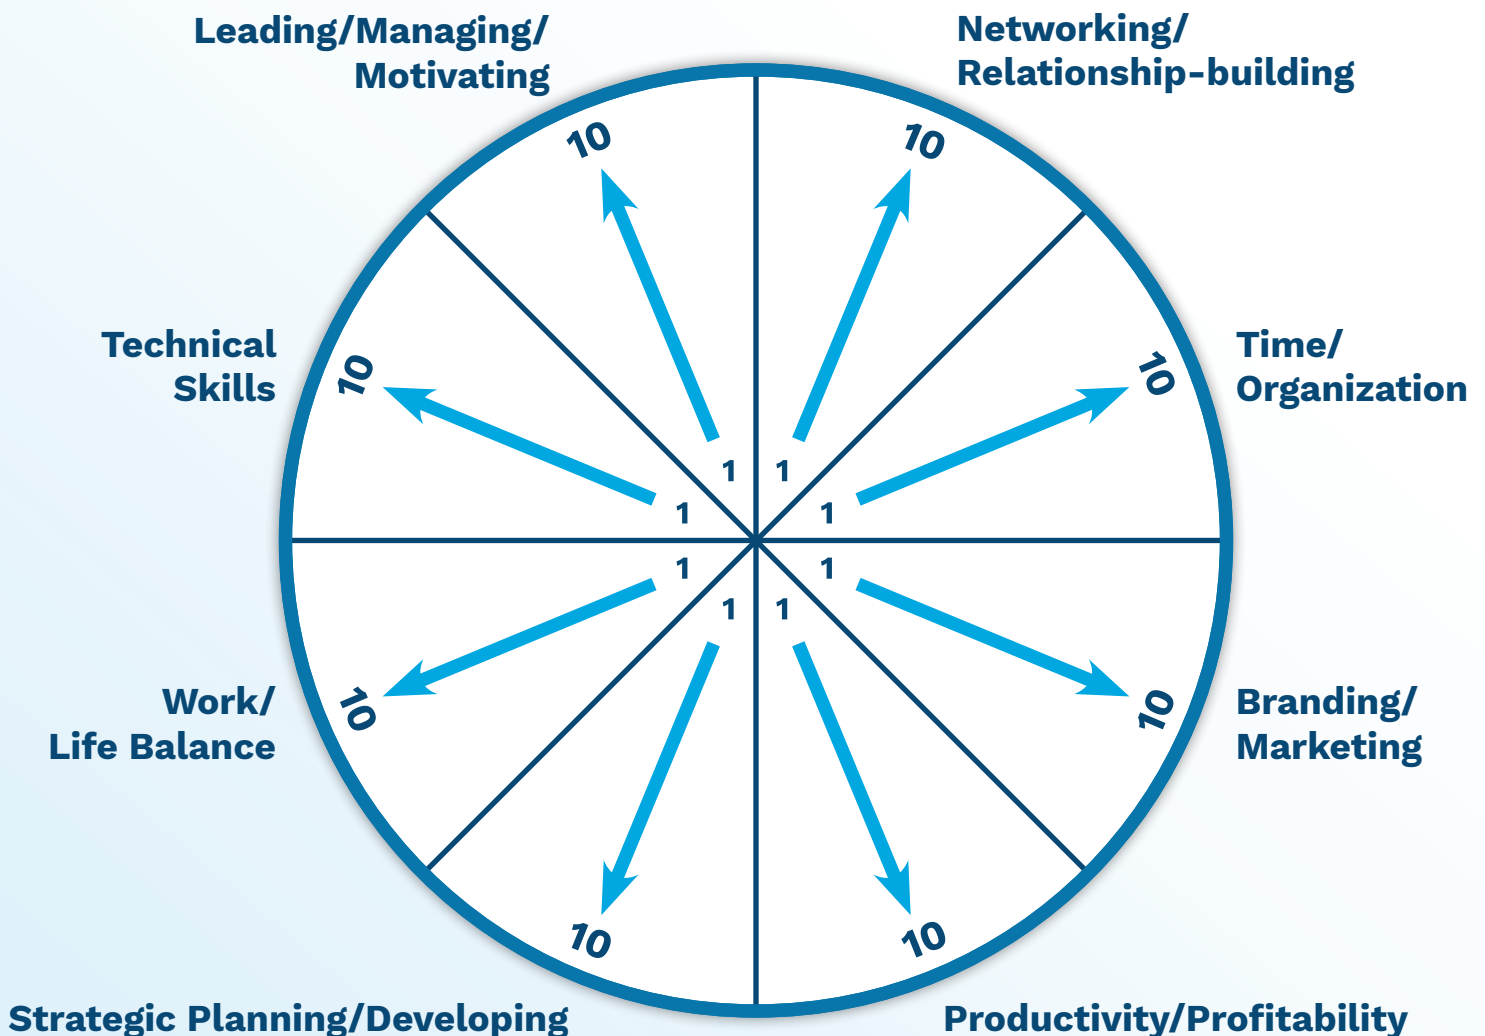 Leading/Managing/
Motivating
Networking/
Relationship-building
10
10
Technical
Skills
Time/
Organization
10
10
1
1
1
1
1
1
1
1
Work/
Life Balance
Branding/
Marketing
10
10
10
10
Strategic Planning/Developing
Productivity/Profitability